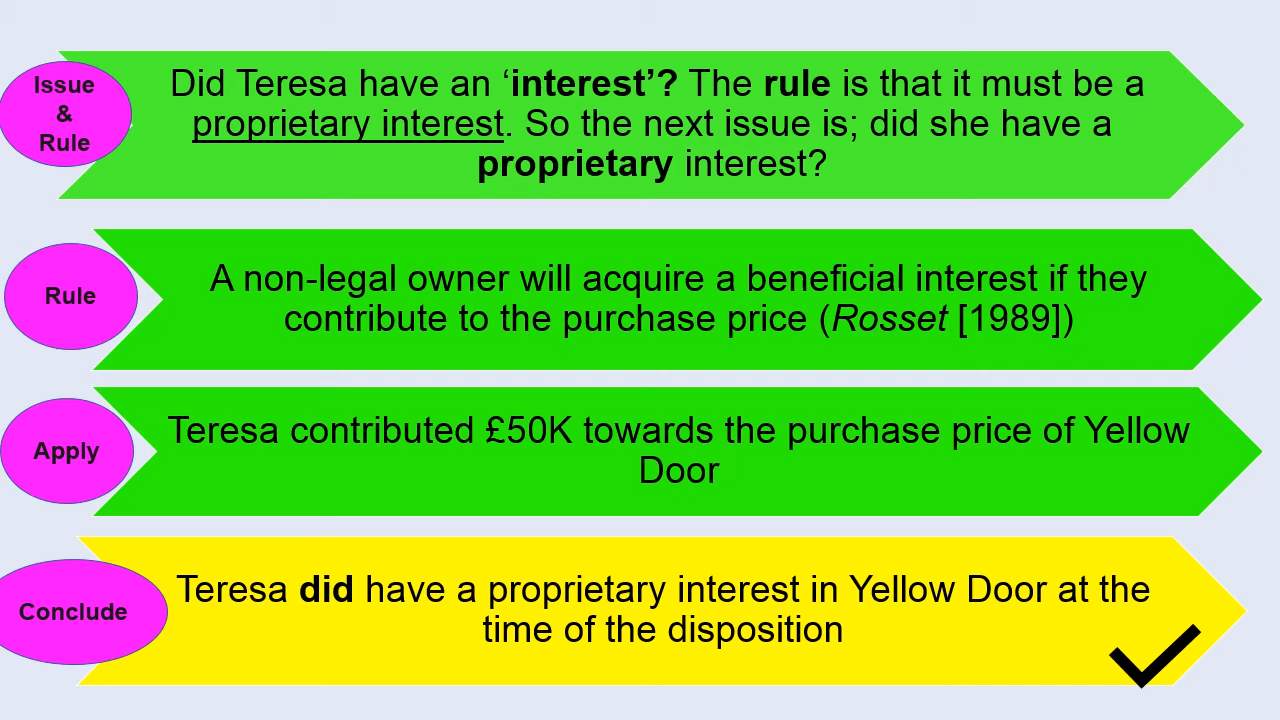 Issue
&
Rule
Did Teresa have an ‘interest’? The rule is that it must be a
proprietary interest. So the next issue is; did she have a
proprietary interest?
Rule
A non-legal owner will acquire a beneficial interest if they
contribute to the purchase price (Rosset [1989])
Apply
Teresa contributed £50K towards the purchase price of Yellow
Door
Conclude
Teresa did have a proprietary interest in Yellow Door at the
time of the disposition